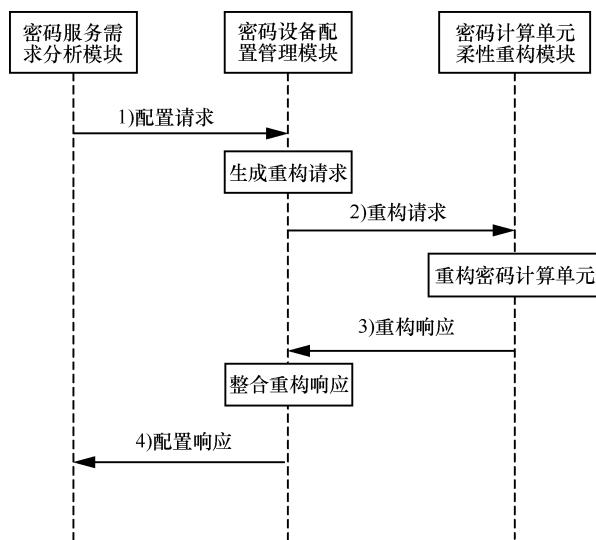 密码服务需
求分析模块
密码设备配
置管理模块
密码计算单元
柔性重构模块
1)配置请求
生成重构请求
2)重构请求
重构密码计算单元
3)重构响应
整合重构响应
4)配置响应